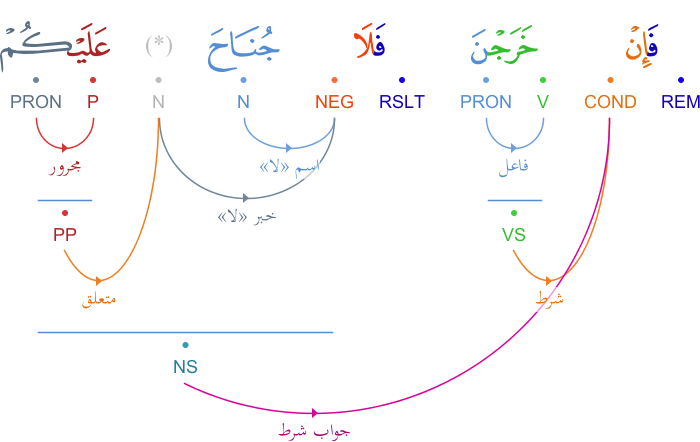 فَإِنْ خَرَجْنَ فَلَا جُنَاحَ (*) عَلَيْكُمْ
REM COND V PRON RSLT NEG N N P PRON
فاعل اسم «لا» مجرور
خبر «لا»
VS PP
شرط متعلق
NS
جواب شرط